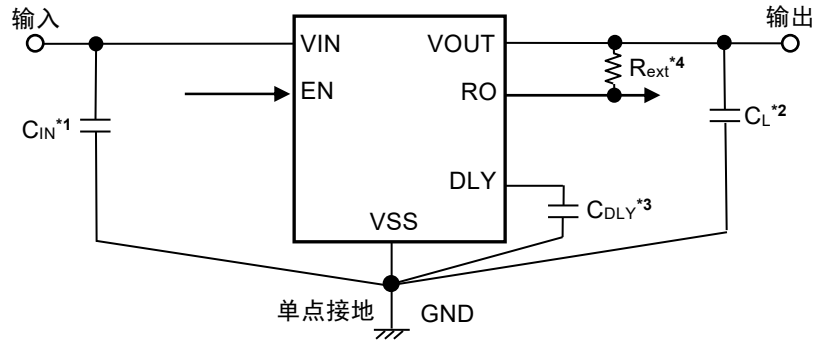 输入
输出
VIN
VOUT
Rext*4
EN
RO
CIN*1
CL*2
DLY
CDLY*3
VSS
单点接地
GND